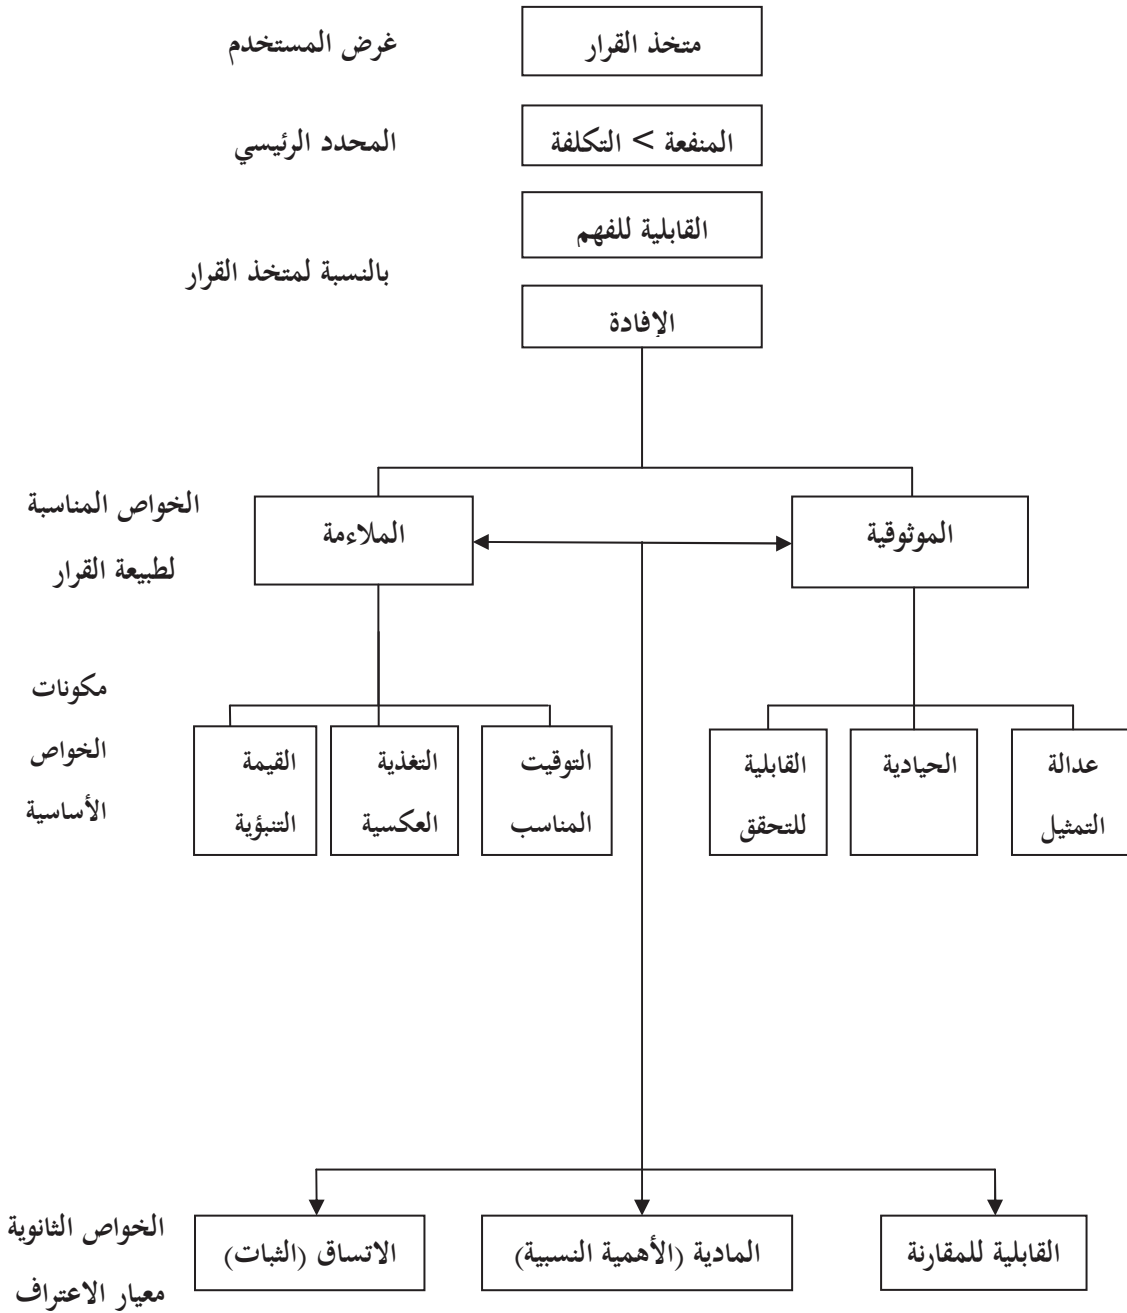 متخذ القرار
غرض المستخدم
المنفعة > التكلفة
المحدد الرئيسي
القابلية للفهم
بالنسبة لمتخذ القرار
الإفادة
الموثوقية
الملاءمة
الخواص المناسبة
لطبيعة القرار
عدالة
التمثيل
الحيادية
القابلية
للتحقق
التوقيت
المناسب
التغذية
العكسية
القيمة
التنبؤية
مكونات
الخواص
الأساسية
القابلية للمقارنة
المادية (الأهمية النسبية)
الاتساق (الثبات)
الخواص الثانوية
معيار الاعتراف